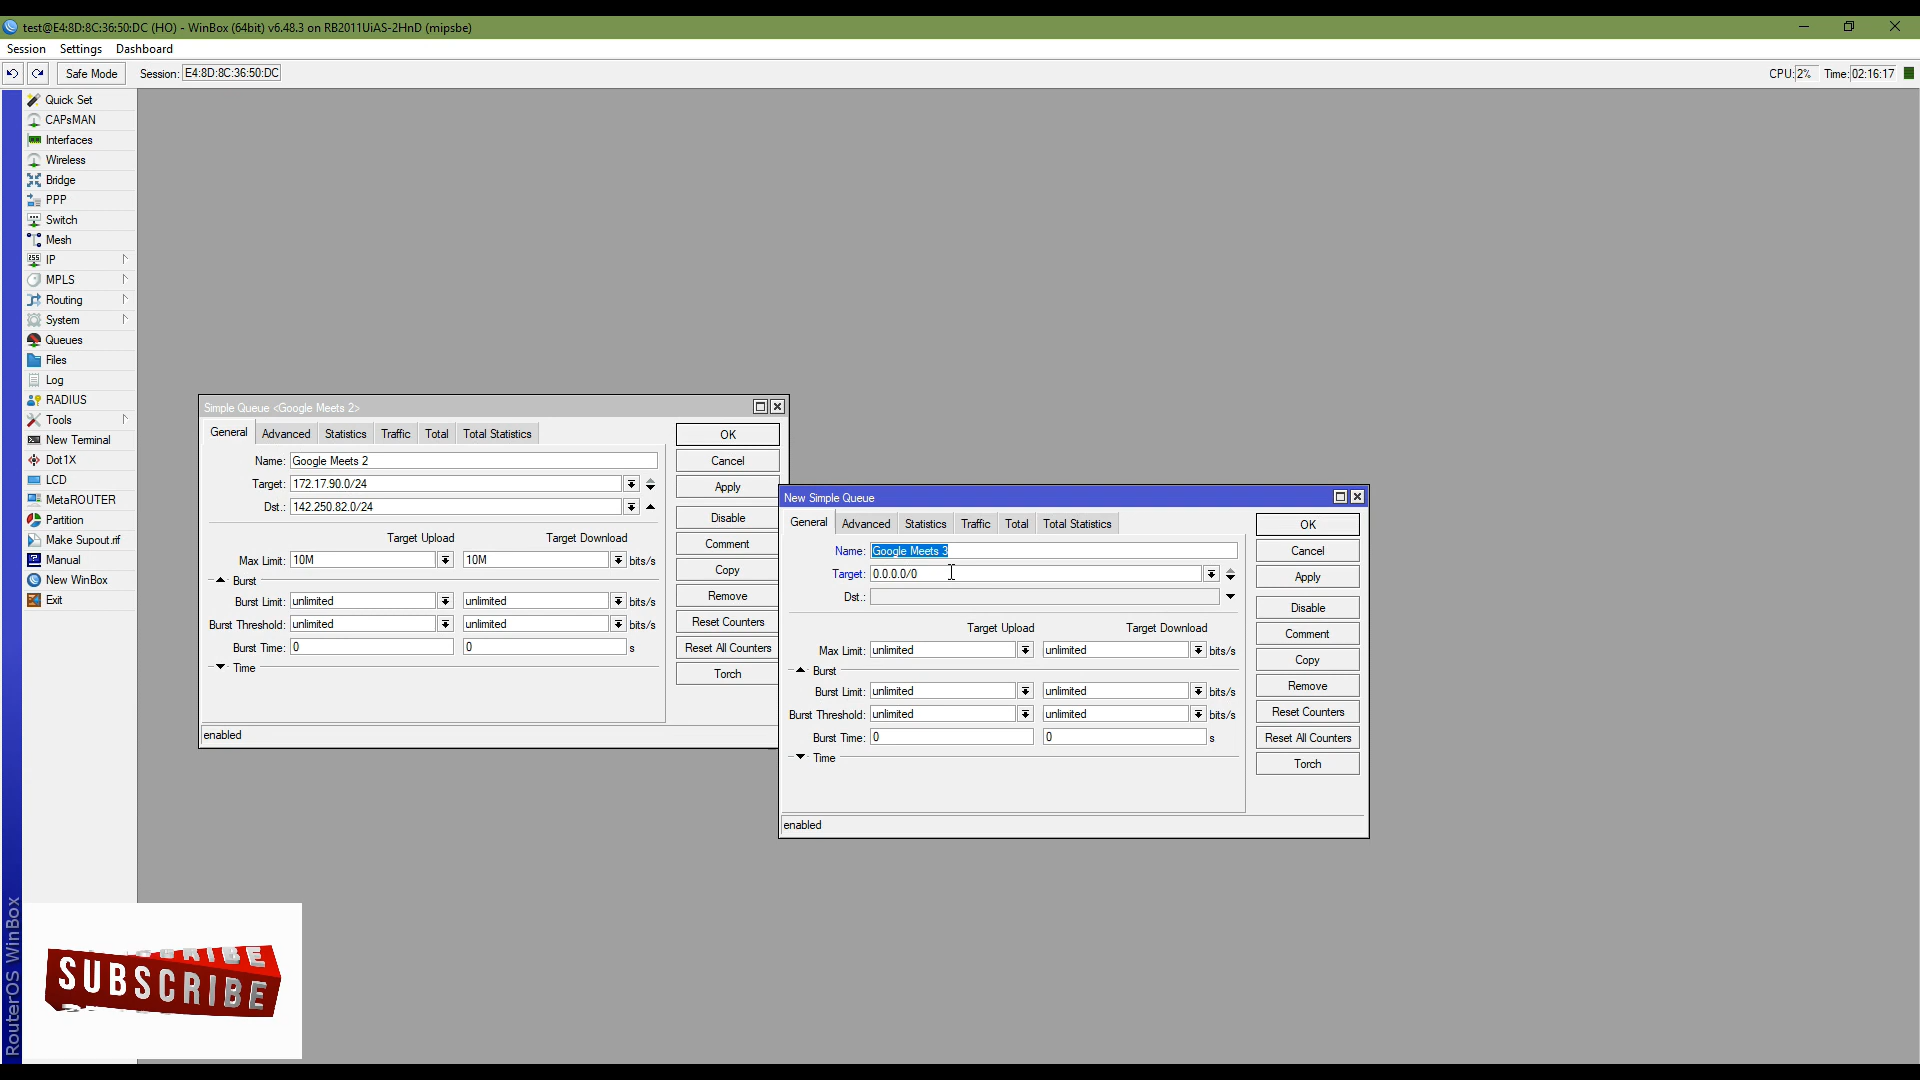 test@E4:8D:8C:36:50:DC (HO) - WinBox (64bit) v6.48.3 on RB2011UiAS-2HnD (mipsbe)
Session Settings Dashboard
Safe Mode Session: E4:8D:8C:36:50:DC CPU: 2% Time: 02:16:17
Quick Set
CAPsMAN
Interfaces
Wireless
Bridge
PPP
Switch
Mesh
IP
MPLS
Routing
System
Queues
Files
Log
RADIUS
Tools
New Terminal
Dot1X
LCD
MetaROUTER
Partition
Make Supout.rif
Manual
New WinBox
Exit
RouterOS WinBox
Simple Queue <Google Meets 2>
General Advanced Statistics Traffic Total Total Statistics
Name: Google Meets 2
Target: 172.17.90.0/24
Dst.: 142.250.82.0/24
Target Upload Target Download
Max Limit: 10M 10M bits/s
Burst
Burst Limit: unlimited unlimited bits/s
Burst Threshold: unlimited unlimited bits/s
Burst Time: 0 0 s
Time
OK
Cancel
Apply
Disable
Comment
Copy
Remove
Reset Counters
Reset All Counters
Torch
enabled
New Simple Queue
General Advanced Statistics Traffic Total Total Statistics
Name: Google Meets 3
Target: 0.0.0.0/0
Dst.:
Target Upload Target Download
Max Limit: unlimited unlimited bits/s
Burst
Burst Limit: unlimited unlimited bits/s
Burst Threshold: unlimited unlimited bits/s
Burst Time: 0 0 s
Time
OK
Cancel
Apply
Disable
Comment
Copy
Remove
Reset Counters
Reset All Counters
Torch
enabled
SUBSCRIBE